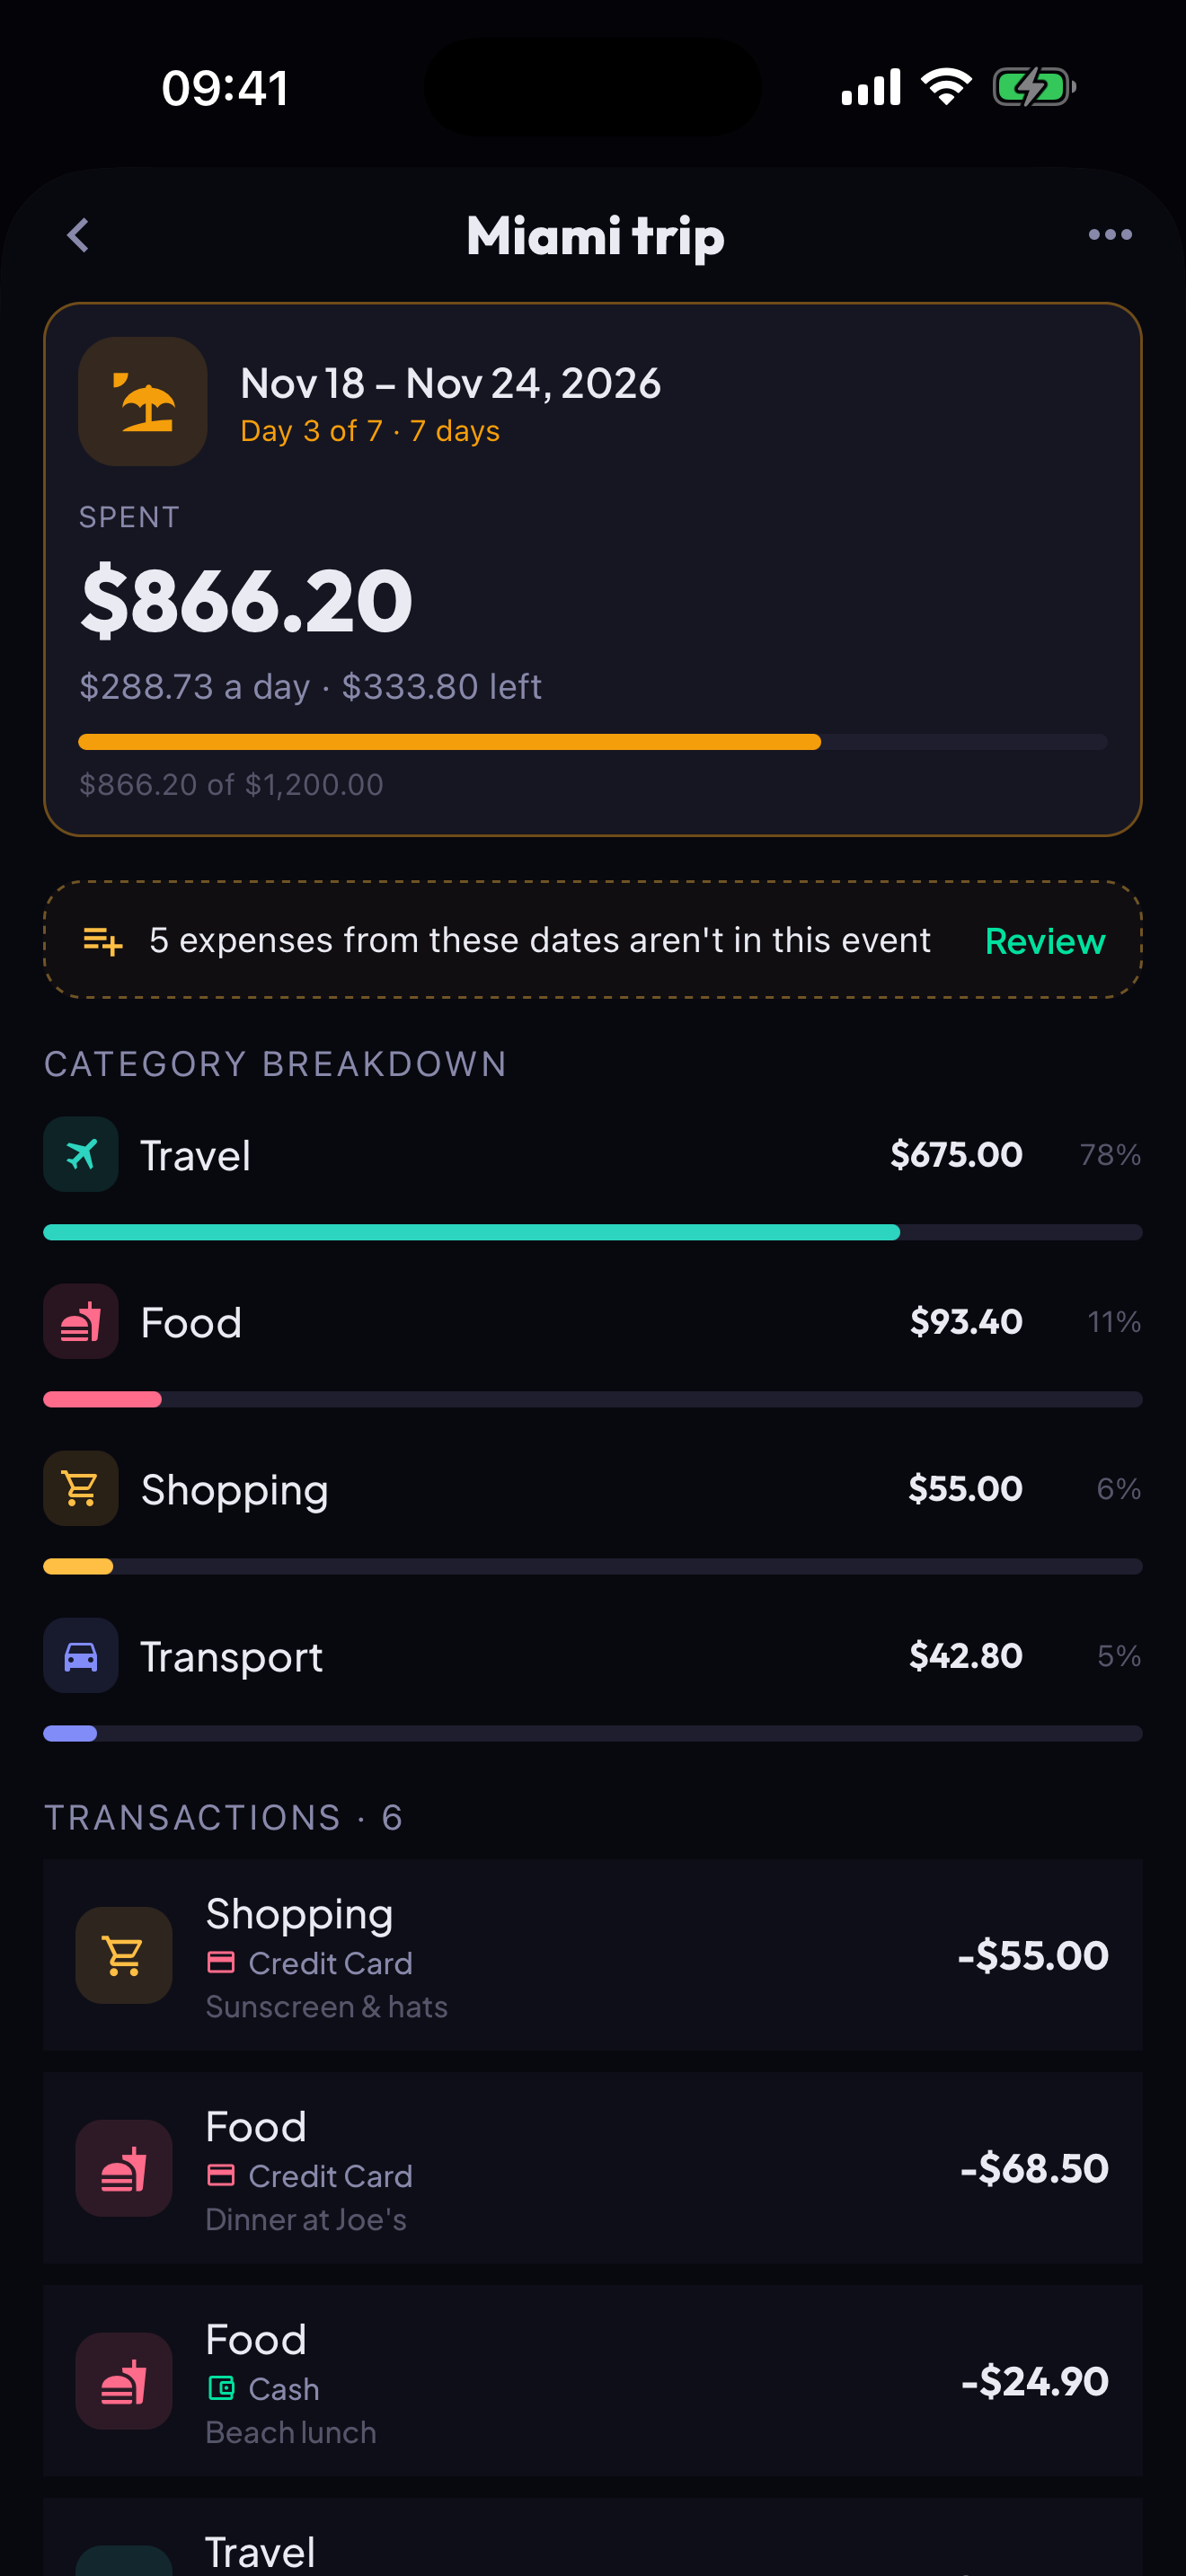 09:41
Miami trip
Nov 18 – Nov 24, 2026
Day 3 of 7 · 7 days
SPENT
$866.20
$288.73 a day · $333.80 left
$866.20 of $1,200.00
5 expenses from these dates aren't in this event Review
CATEGORY BREAKDOWN
Travel $675.00 78%
Food $93.40 11%
Shopping $55.00 6%
Transport $42.80 5%
TRANSACTIONS · 6
Shopping
Credit Card
Sunscreen & hats
-$55.00
Food
Credit Card
Dinner at Joe's
-$68.50
Food
Cash
Beach lunch
-$24.90
Travel